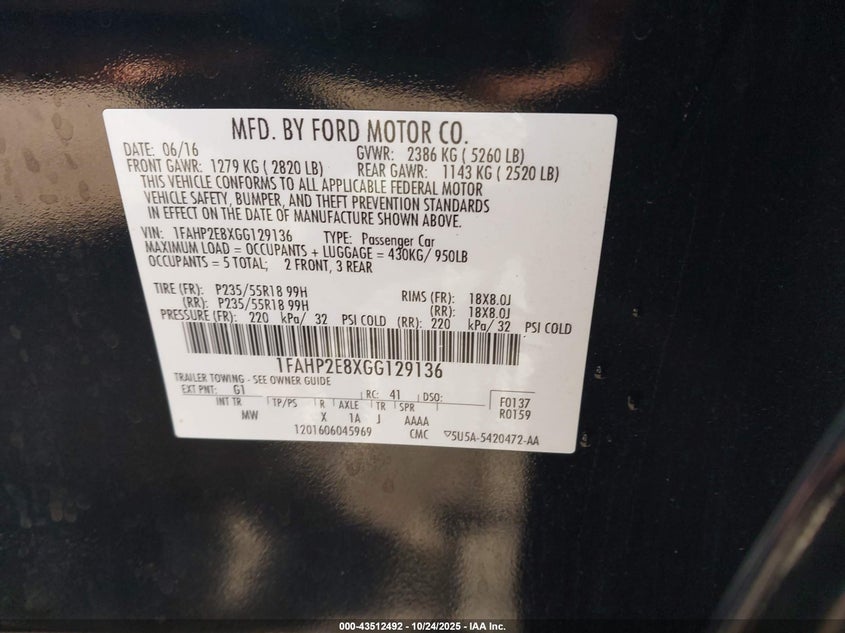 MFD. BY FORD MOTOR CO.
DATE: 06/16 GVWR: 2386 KG ( 5260 LB)
FRONT GAWR: 1279 KG ( 2820 LB) REAR GAWR: 1143 KG ( 2520 LB)
THIS VEHICLE CONFORMS TO ALL APPLICABLE FEDERAL MOTOR
VEHICLE SAFETY, BUMPER, AND THEFT PREVENTION STANDARDS
IN EFFECT ON THE DATE OF MANUFACTURE SHOWN ABOVE.
VIN: 1FAHP2E8XGG129136 TYPE: Passenger Car
MAXIMUM LOAD = OCCUPANTS + LUGGAGE = 430KG/ 950LB
OCCUPANTS = 5 TOTAL; 2 FRONT, 3 REAR
TIRE (FR): P235/55R18 99H RIMS (FR): 18X8.0J
(RR): P235/55R18 99H (RR): 18X8.0J
PRESSURE (FR): 220 kPa/ 32 PSI COLD (RR): 220 kPa/ 32 PSI COLD
1FAHP2E8XGG129136
TRAILER TOWING - SEE OWNER GUIDE
EXT PNT: G1 RC: 41 DSO: F0137
INT TR TP/PS R AXLE TR SPR R0159
MW X 1A J AAAA
1201606045969 CMC ▽5U5A-5420472-AA
000-43512492 - 10/24/2025 - IAA Inc.